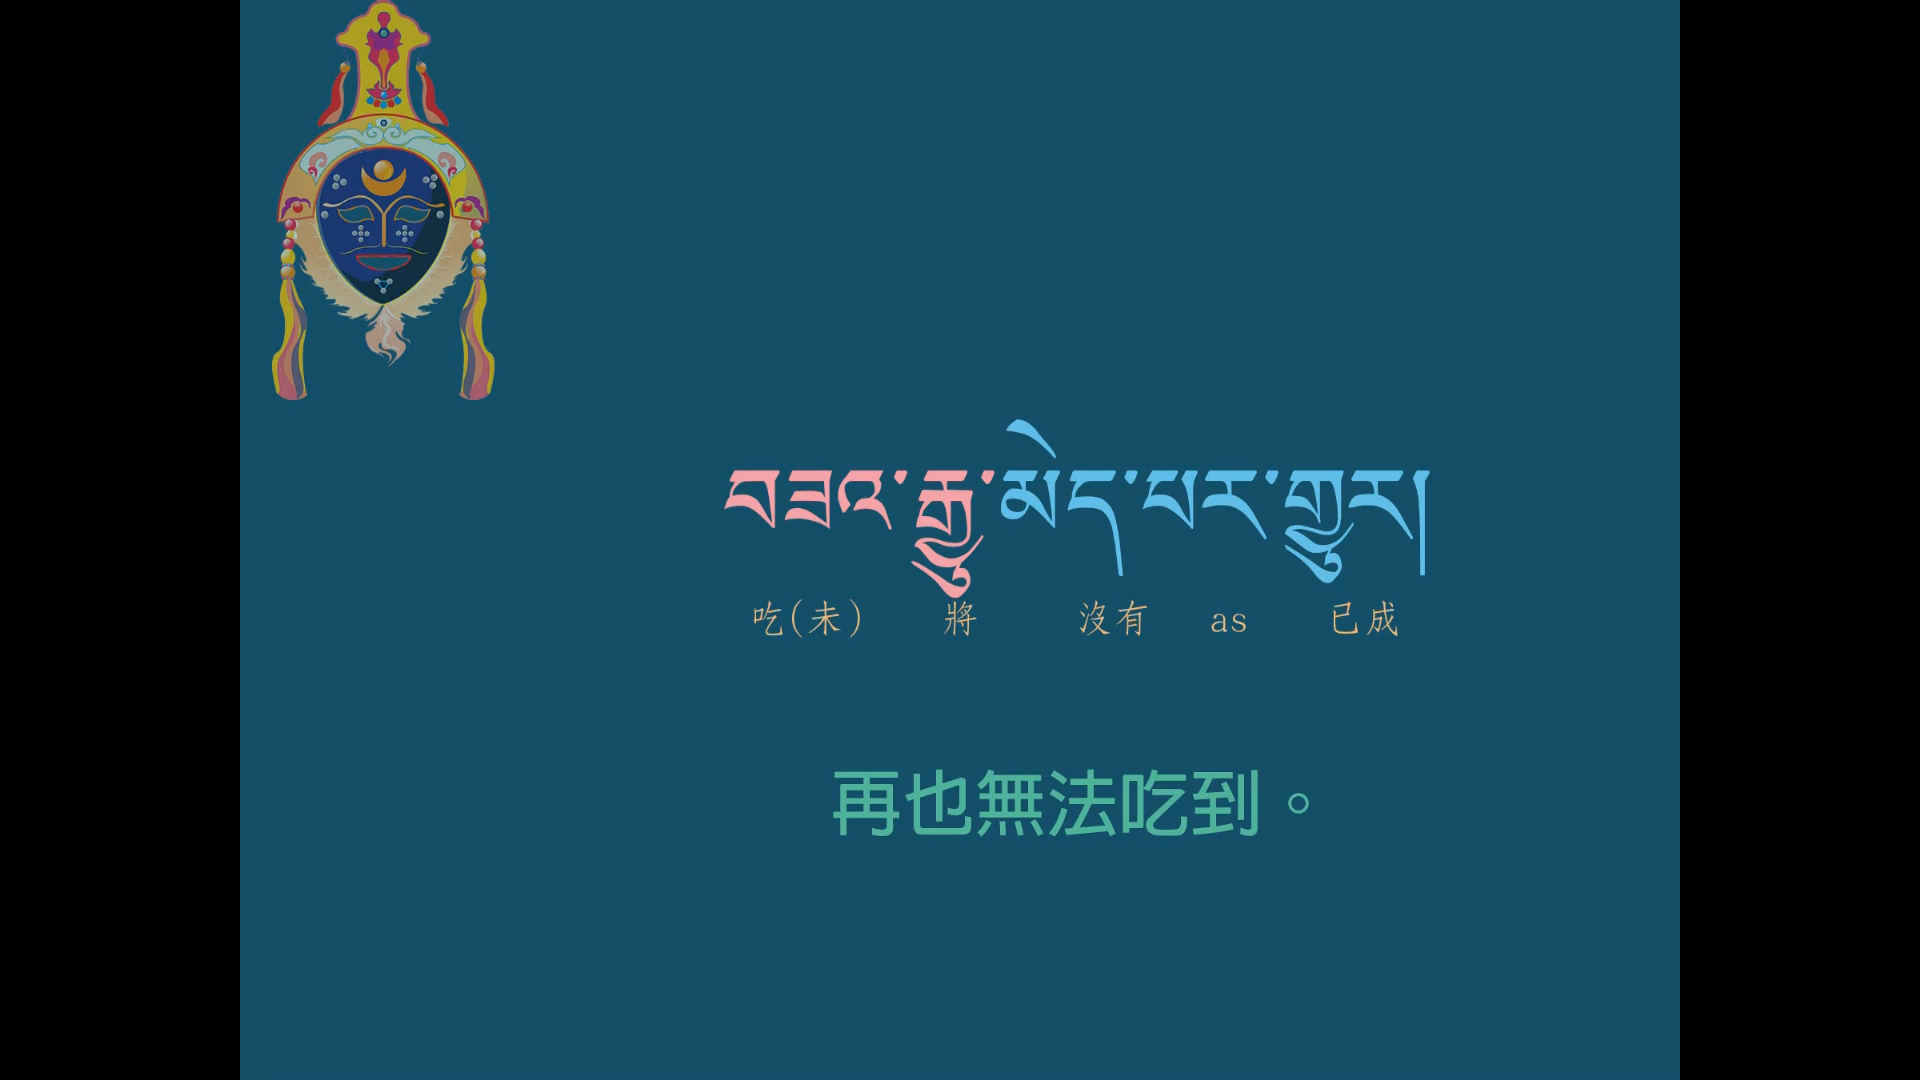 བཟའ་རྒྱུ་མེད་པར་གྱུར།
吃(未) 將 沒有 as 已成
再也無法吃到。